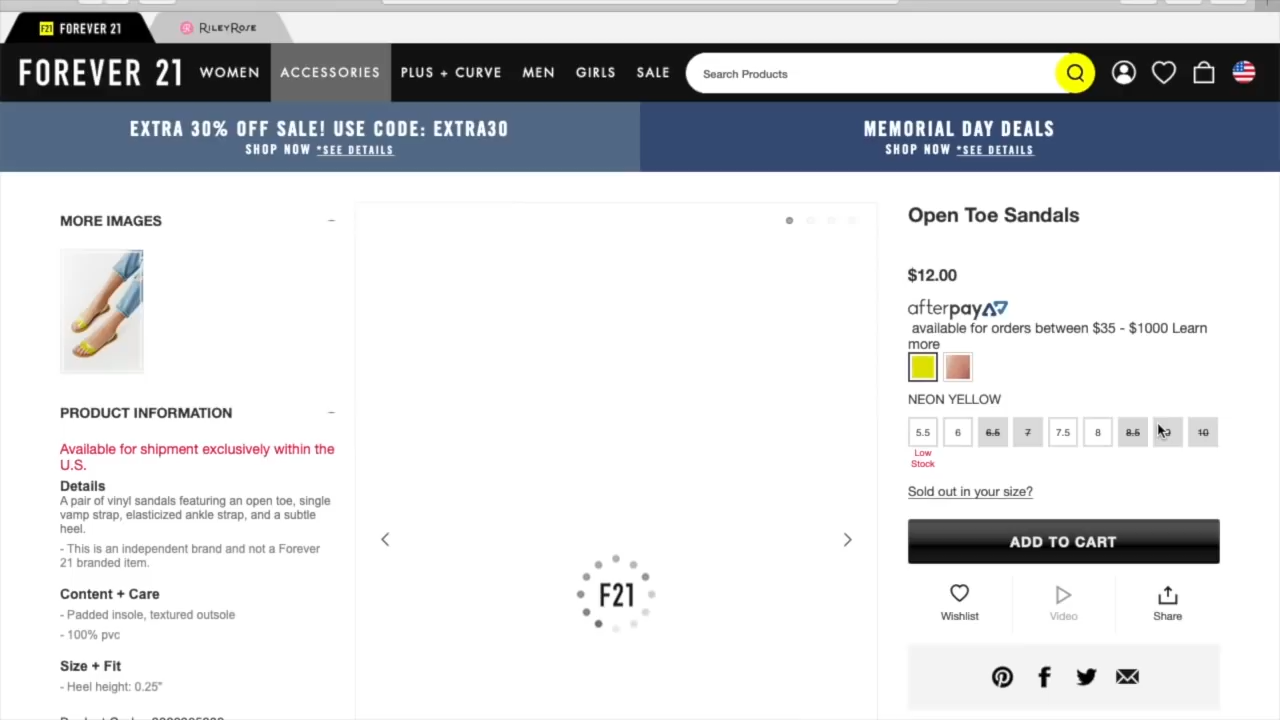 F21 FOREVER 21
RILEYROSE
FOREVER 21
WOMEN
ACCESSORIES
PLUS + CURVE
MEN
GIRLS
SALE
Search Products
EXTRA 30% OFF SALE! USE CODE: EXTRA30
SHOP NOW *SEE DETAILS
MEMORIAL DAY DEALS
SHOP NOW *SEE DETAILS
MORE IMAGES
PRODUCT INFORMATION
Available for shipment exclusively within the
U.S.
Details
A pair of vinyl sandals featuring an open toe, single
vamp strap, elasticized ankle strap, and a subtle
heel.
- This is an independent brand and not a Forever
21 branded item.
Content + Care
- Padded insole, textured outsole
- 100% pvc
Size + Fit
- Heel height: 0.25"
F21
Open Toe Sandals
$12.00
afterpay
available for orders between $35 - $1000 Learn
more
NEON YELLOW
5.5 6 6.5 7 7.5 8 8.5 10
Low
Stock
Sold out in your size?
ADD TO CART
Wishlist
Video
Share